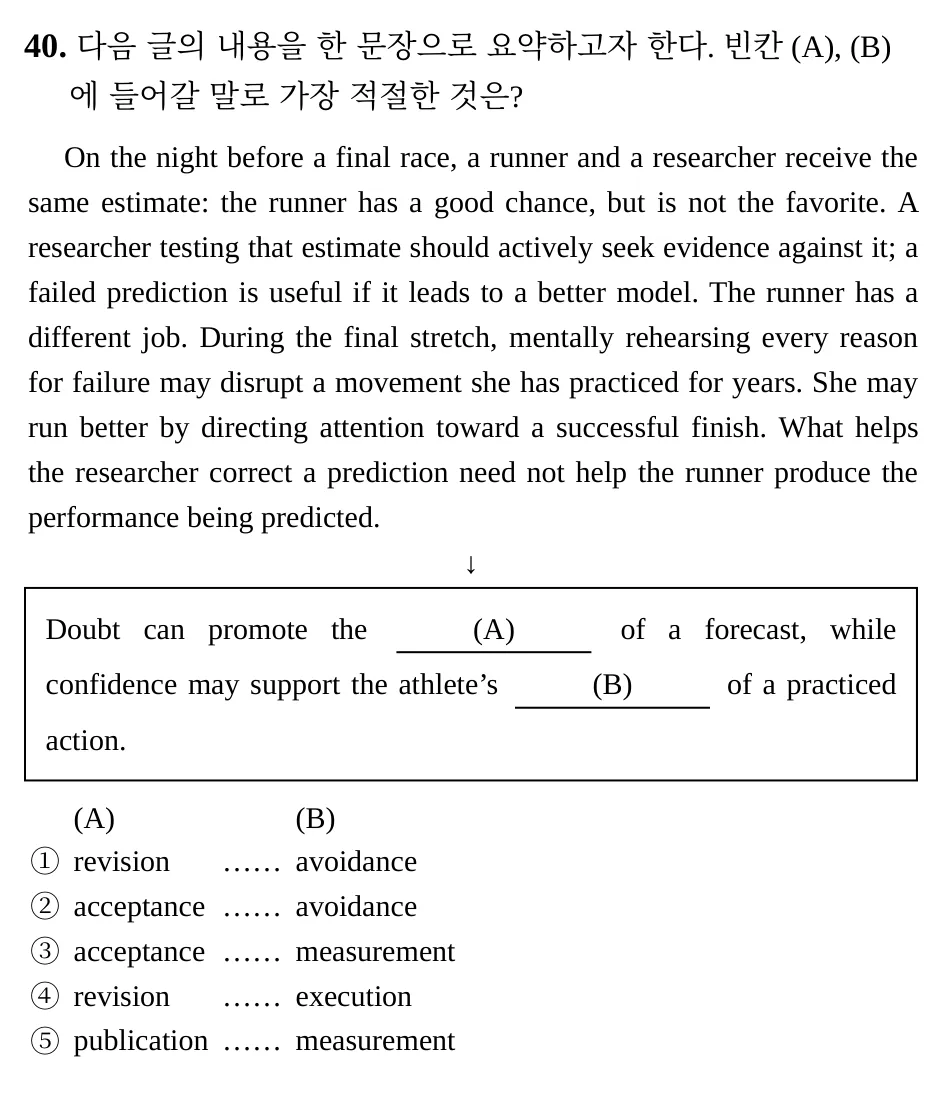 40. 다음 글의 내용을 한 문장으로 요약하고자 한다. 빈칸 (A), (B)
에 들어갈 말로 가장 적절한 것은?
On the night before a final race, a runner and a researcher receive the
same estimate: the runner has a good chance, but is not the favorite. A
researcher testing that estimate should actively seek evidence against it; a
failed prediction is useful if it leads to a better model. The runner has a
different job. During the final stretch, mentally rehearsing every reason
for failure may disrupt a movement she has practiced for years. She may
run better by directing attention toward a successful finish. What helps
the researcher correct a prediction need not help the runner produce the
performance being predicted.
↓
Doubt can promote the (A) of a forecast, while
confidence may support the athlete’s (B) of a practiced
action.
(A) (B)
① revision …… avoidance
② acceptance …… avoidance
③ acceptance …… measurement
④ revision …… execution
⑤ publication …… measurement